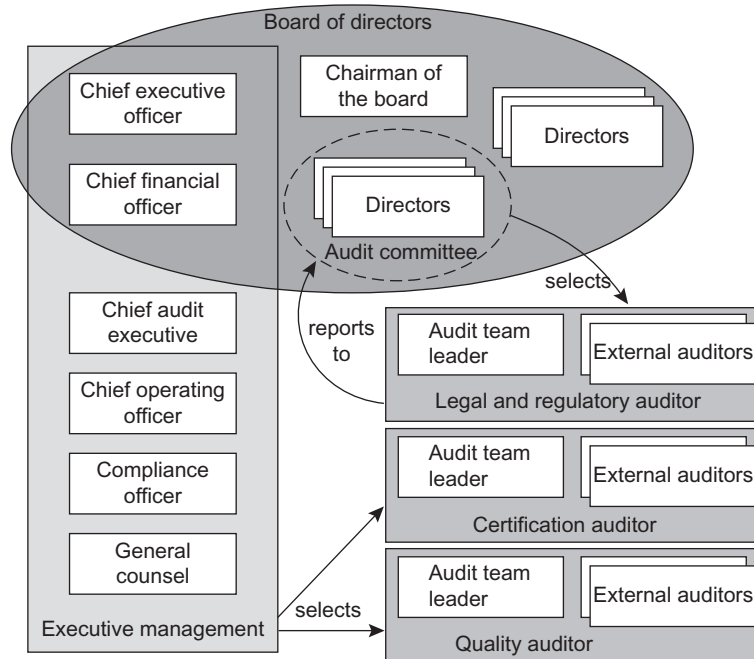 Board of directors
Chief executive
officer
Chairman of
the board
Directors
Chief financial
officer
Directors
Audit committee
selects
Chief audit
executive
reports
to
Audit team
leader
External auditors
Legal and regulatory auditor
Chief operating
officer
Compliance
officer
Audit team
leader
External auditors
Certification auditor
General
counsel
Audit team
leader
External auditors
selects
Executive management
Quality auditor